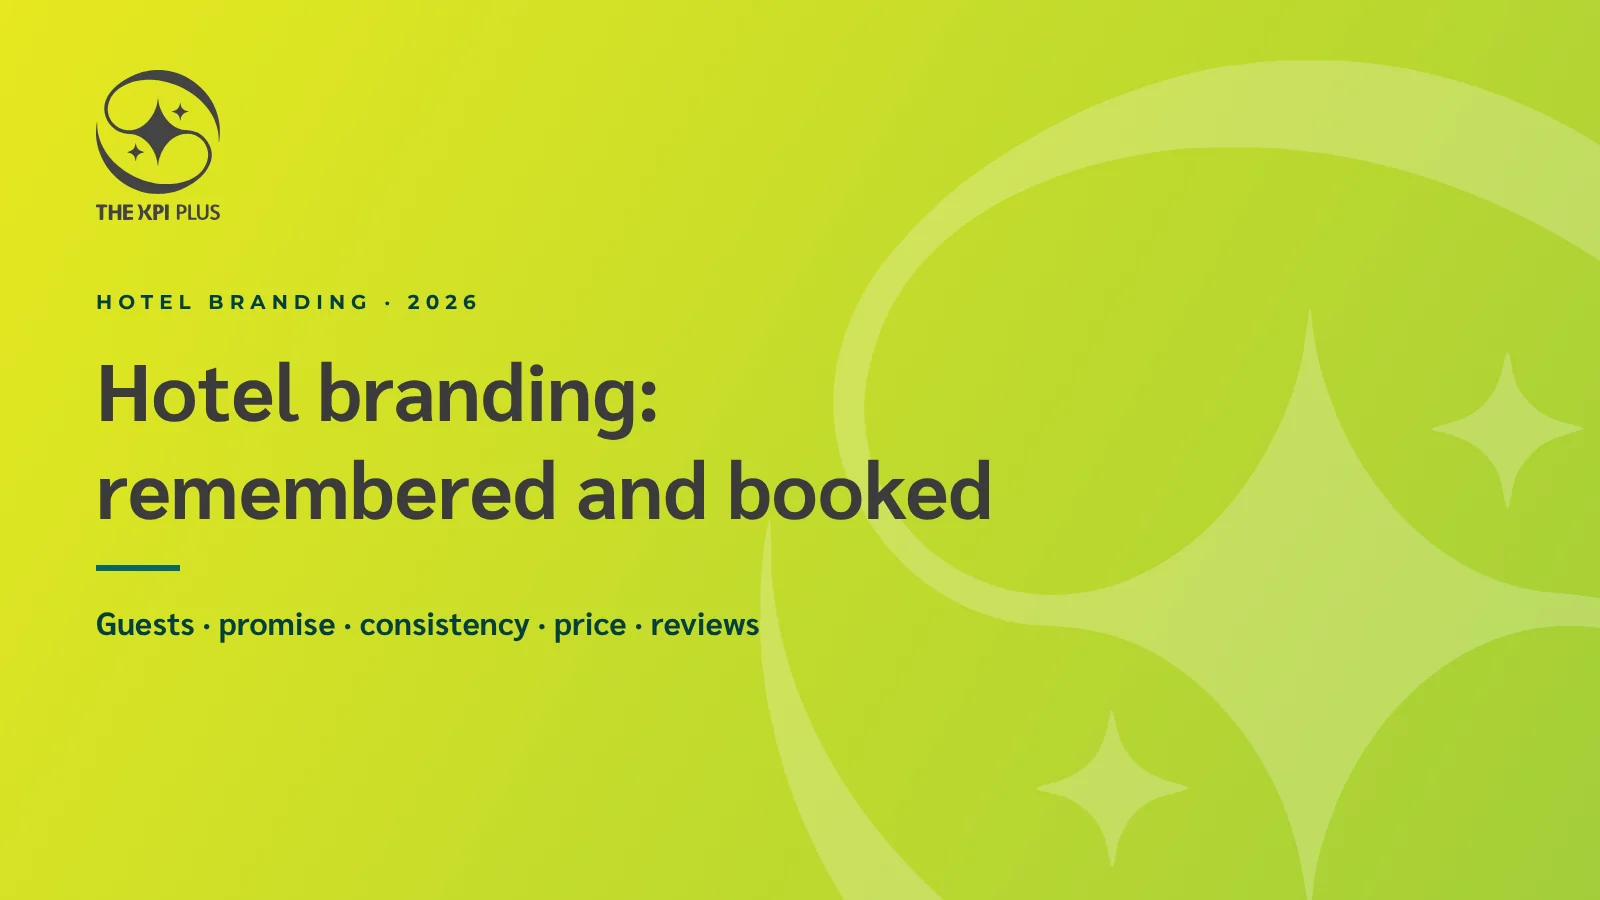 THE XPI PLUS
HOTEL BRANDING · 2026
Hotel branding:
remembered and booked
Guests · promise · consistency · price · reviews